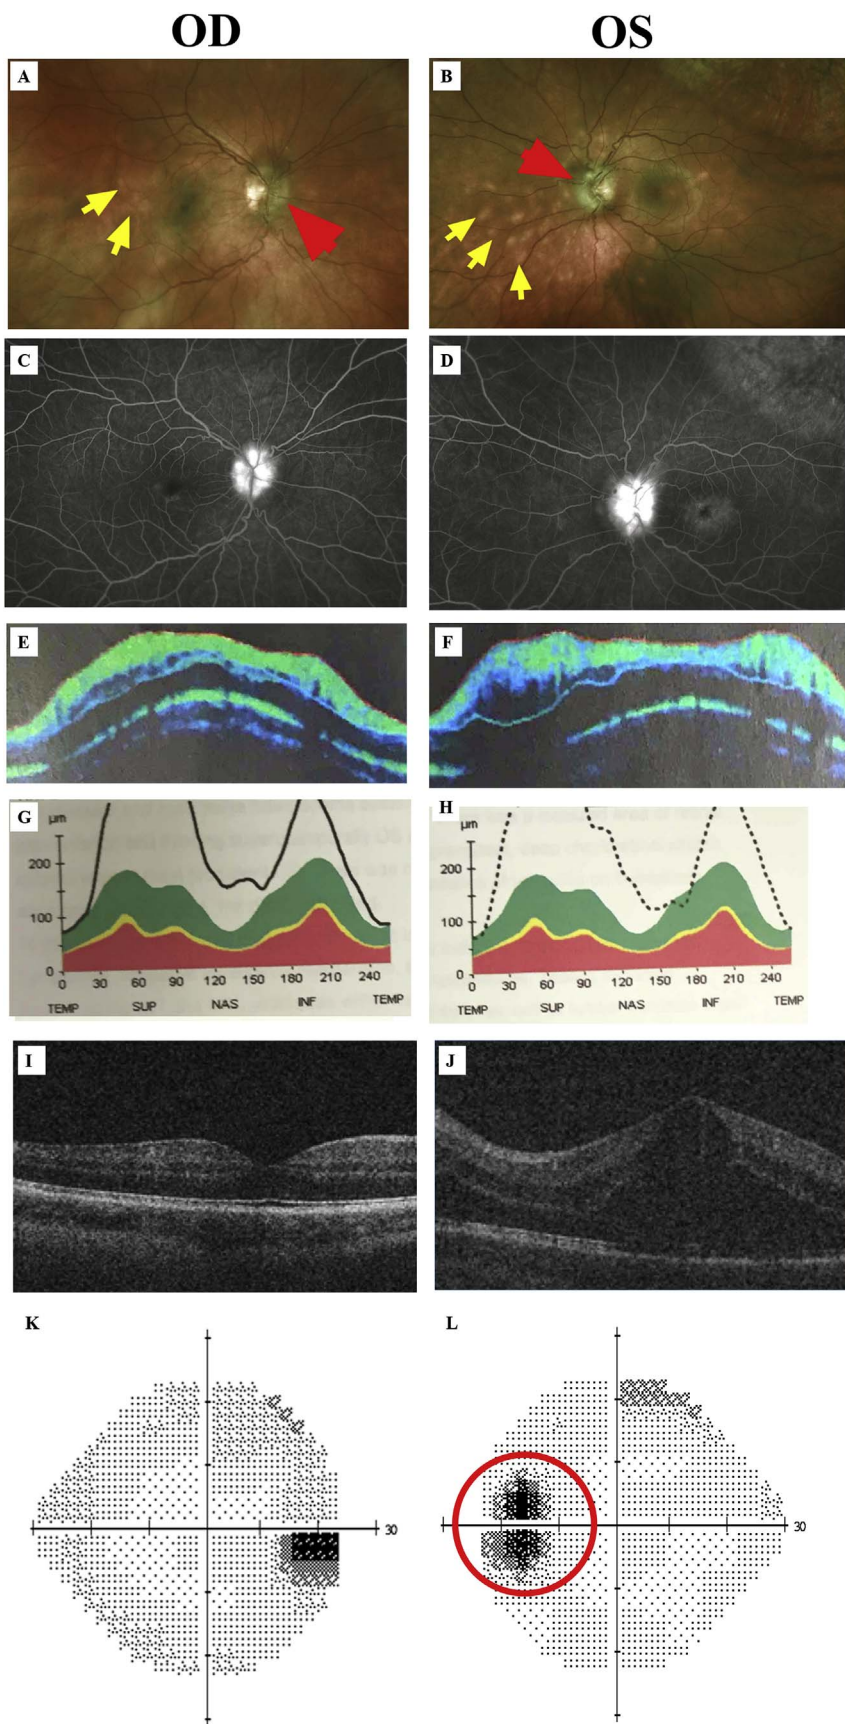 OD OS
A B
C D
E F
G H
µm µm
200 200
100 100
0 0
0 30 60 90 120 150 180 210 240 0 30 60 90 120 150 180 210 240
TEMP SUP NAS INF TEMP TEMP SUP NAS INF TEMP
I J
K L
30 30